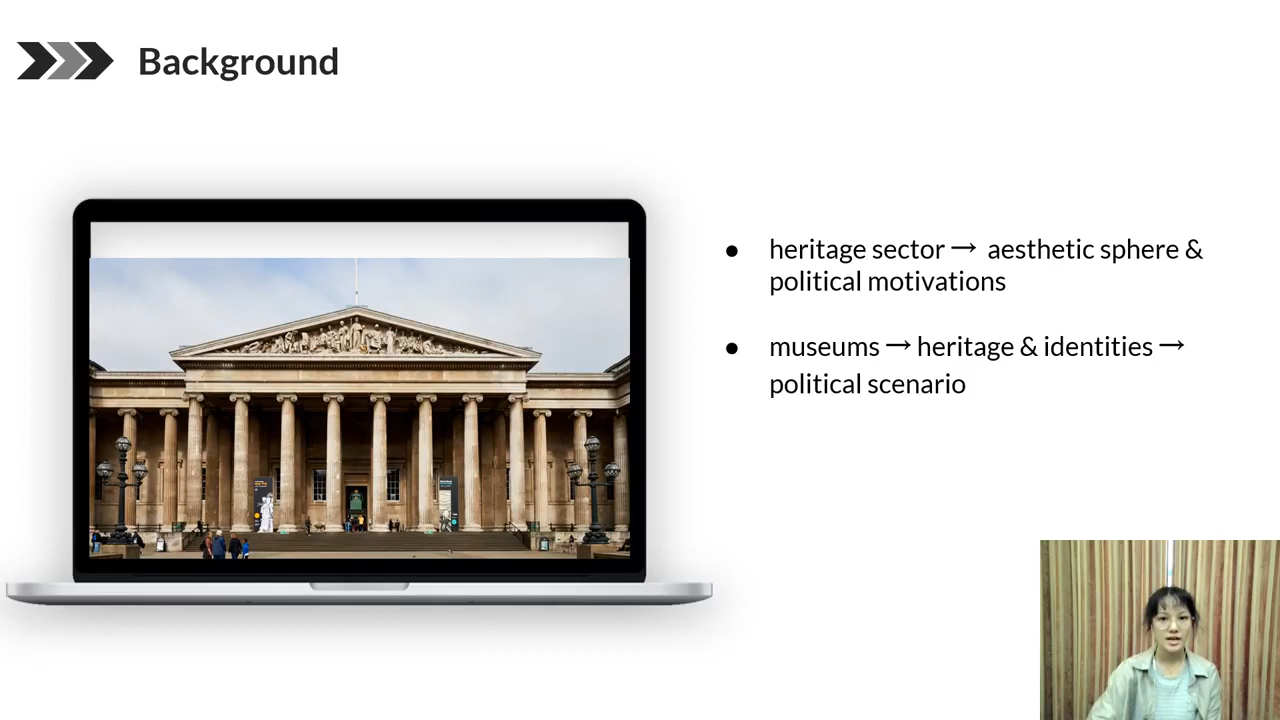 Background
● heritage sector → aesthetic sphere &
political motivations
● museums → heritage & identities →
political scenario